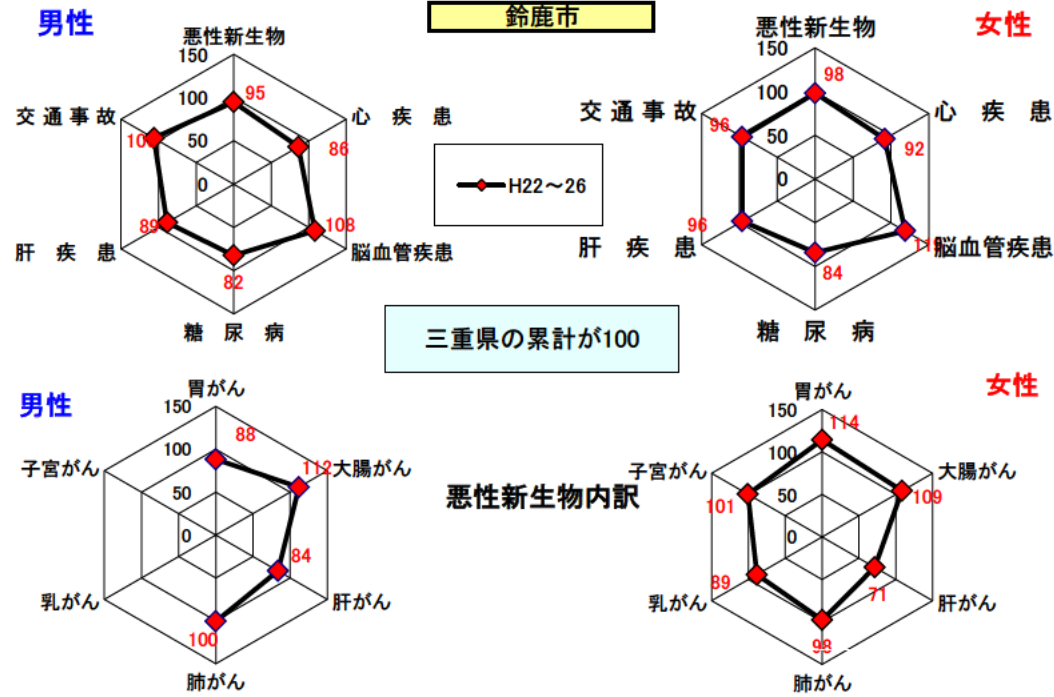 鈴鹿市
男性
悪性新生物
150
100
50
0
95
心疾患
86
脳血管疾患
108
糖尿病
82
肝疾患
89
交通事故
H22～26
女性
悪性新生物
150
100
50
0
98
心疾患
92
脳血管疾患
糖尿病
84
肝疾患
96
交通事故
96
三重県の累計が100
悪性新生物内訳
男性
胃がん
150
100
50
0
88
大腸がん
112
肝がん
84
肺がん
100
乳がん
子宮がん
女性
胃がん
150
100
50
0
114
大腸がん
109
肝がん
71
肺がん
98
乳がん
89
子宮がん
101